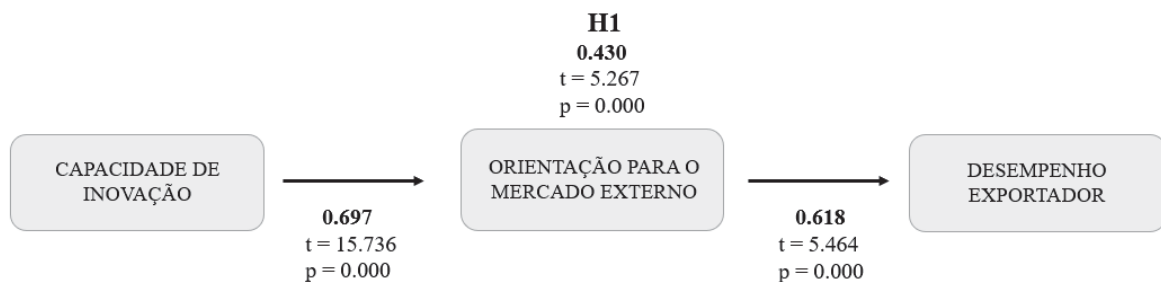 H1
0.430
t = 5.267
p = 0.000
CAPACIDADE DE
INOVAÇÃO
0.697
t = 15.736
p = 0.000
ORIENTAÇÃO PARA O
MERCADO EXTERNO
0.618
t = 5.464
p = 0.000
DESEMPENHO
EXPORTADOR